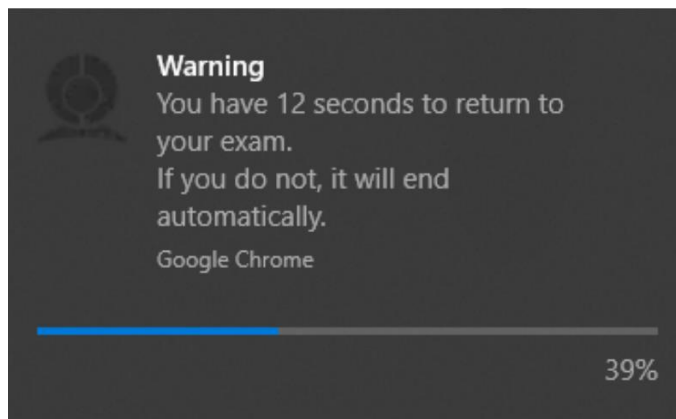 Warning
You have 12 seconds to return to
your exam.
If you do not, it will end
automatically.
Google Chrome
39%